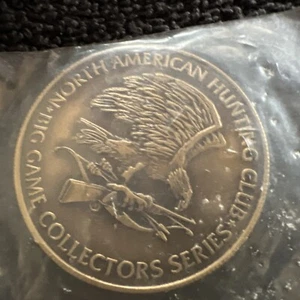 NORTH AMERICAN HUNTING CLUB
BIG GAME COLLECTORS SERIES